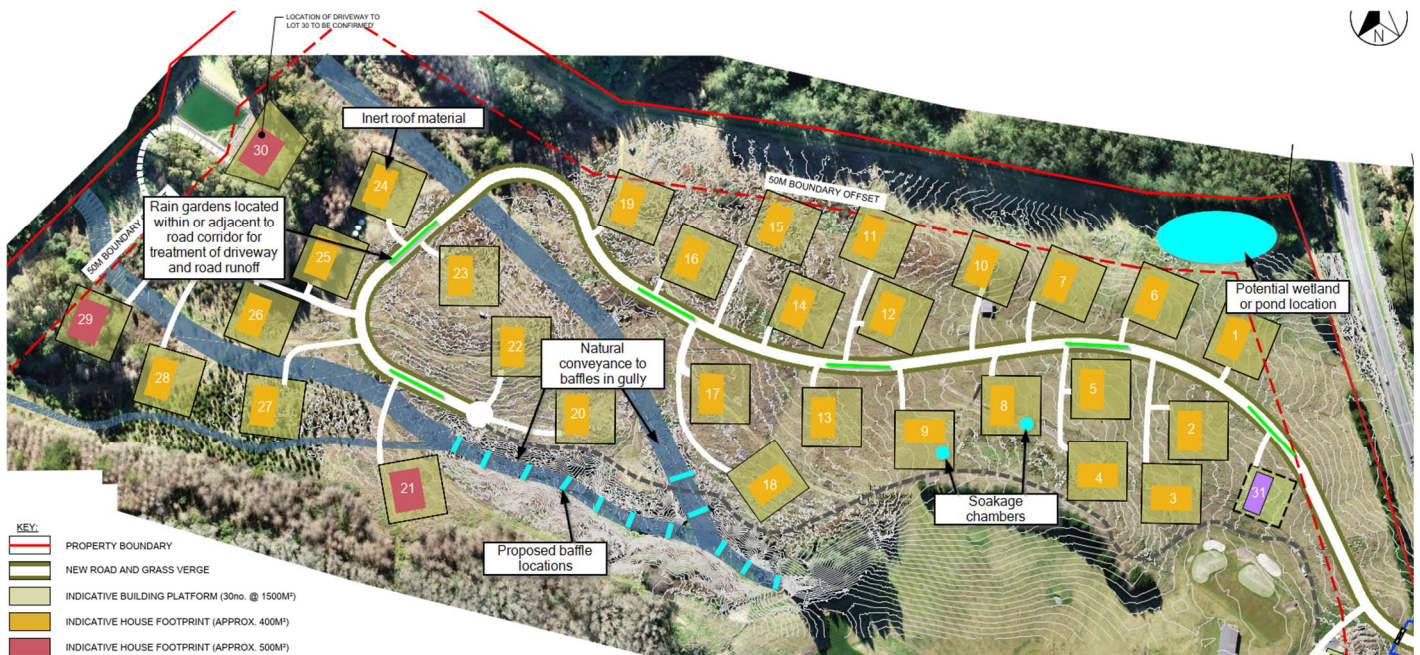 LOCATION OF DRIVEWAY TO
LOT 30 TO BE CONFIRMED
N
Inert roof material
30
24
50M BOUNDARY OFFSET
19
15
11
Rain gardens located
within or adjacent to
road corridor for
treatment of driveway
and road runoff
50M BOUNDARY
25
23
16
10
7
6
Potential wetland
or pond location
29
26
22
14
12
1
Natural
conveyance to
baffles in gully
28
27
20
17
13
5
8
9
2
21
18
4
3
31
Soakage
chambers
Proposed baffle
locations
KEY:
PROPERTY BOUNDARY
NEW ROAD AND GRASS VERGE
INDICATIVE BUILDING PLATFORM (30no. @ 1500M²)
INDICATIVE HOUSE FOOTPRINT (APPROX. 400M²)
INDICATIVE HOUSE FOOTPRINT (APPROX. 500M²)